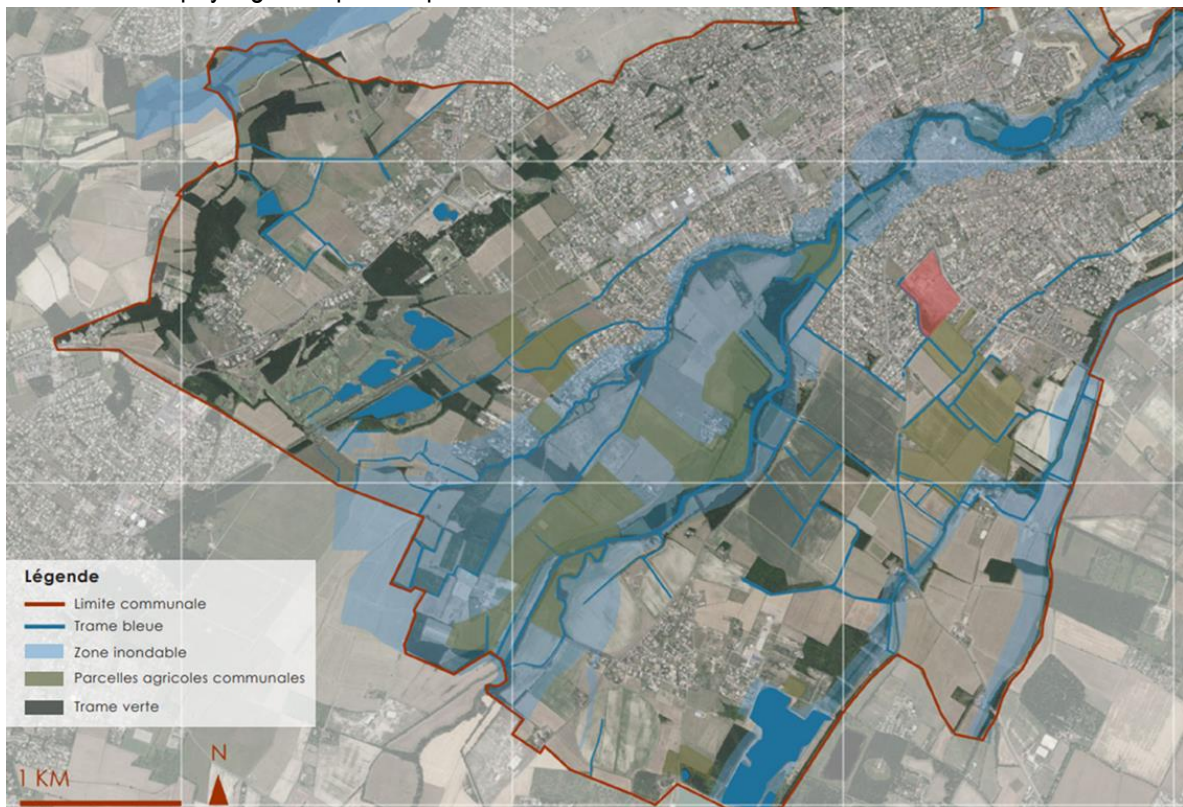 Légende
Limite communale
Trame bleue
Zone inondable
Parcelles agricoles communales
Trame verte
1 KM
N